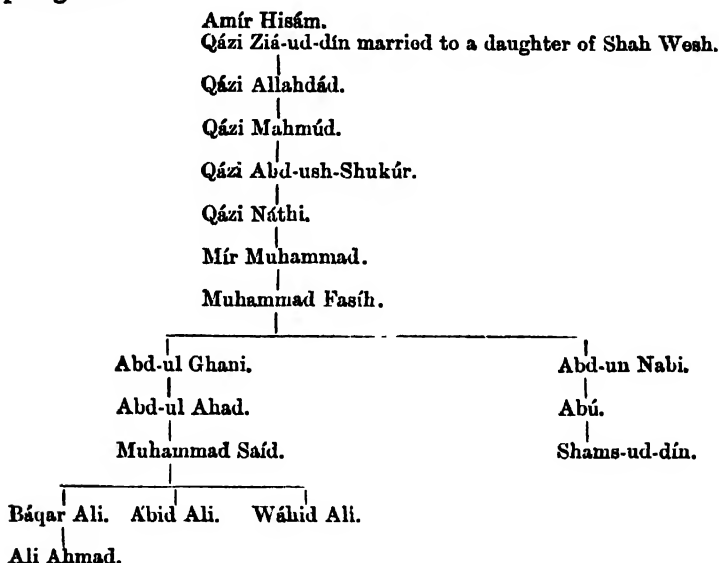 Amír Hisám.
Qázi Ziá-ud-dín married to a daughter of Shah Wesh.
Qázi Allahdád.
Qázi Mahmúd.
Qázi Abd-ush-Shukúr.
Qázi Náthi.
Mír Muhammad.
Muhammad Fasíh.
Abd-ul Ghani. Abd-un Nabi.
Abd-ul Ahad. Abú.
Muhammad Saíd. Shams-ud-dín.
Báqar Ali. Ábid Ali. Wáhid Ali.
Ali Ahmad.